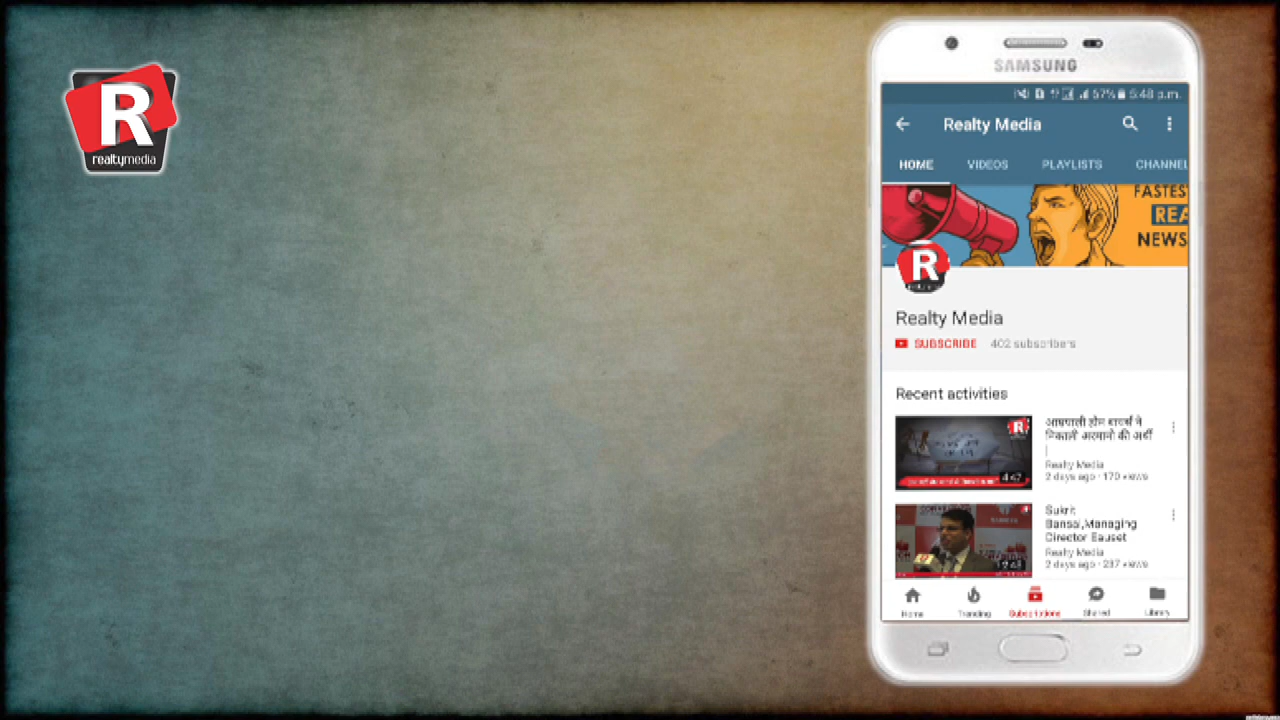 R
realtymedia
SAMSUNG
57% 5:48 p.m.
Realty Media
HOME VIDEOS PLAYLISTS CHANNEL
FASTES
REA
NEWS
R
Realty Media
SUBSCRIBE 402 subscribers
Recent activities
R
4:47
आम्रपाली होम बायर्स ने
निकाली अरमानो की अर्थी
|
Realty Media
2 days ago · 170 views
Sukrit
Bansal,Managing
Director Eauset
Realty Media
2 days ago · 237 views
Home Trending Subscriptions Shared Library